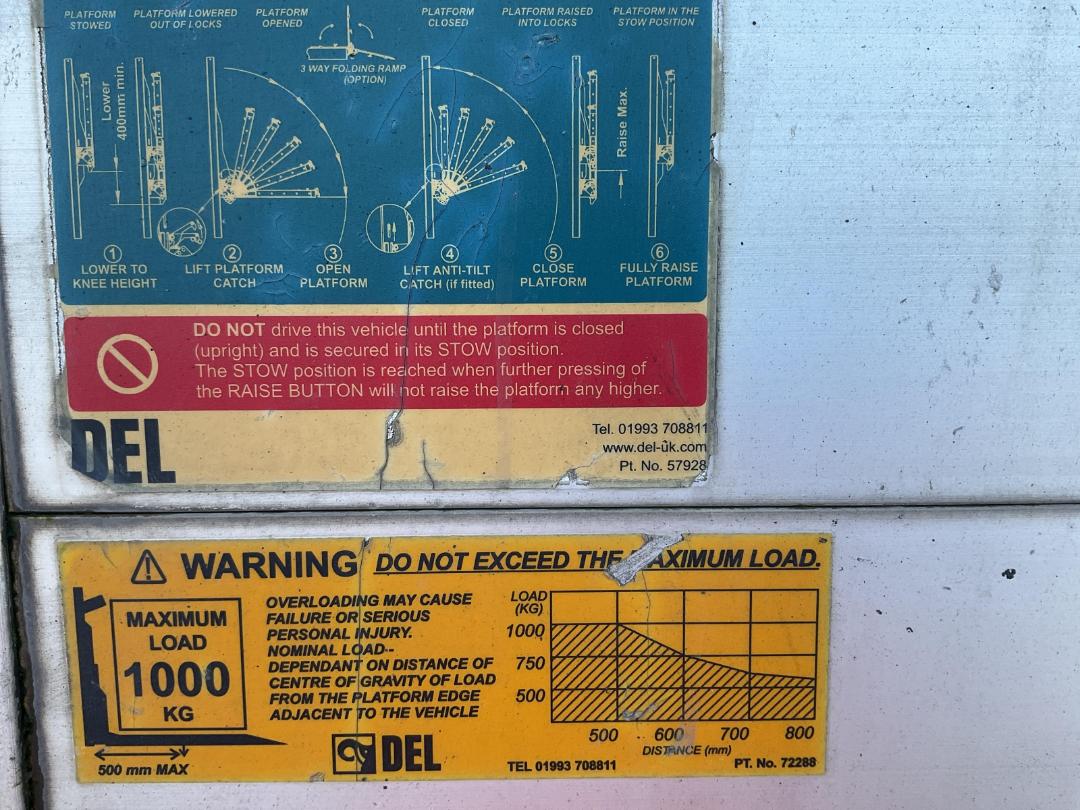 PLATFORM STOWED
PLATFORM LOWERED OUT OF LOCKS
PLATFORM OPENED
PLATFORM CLOSED
PLATFORM RAISED INTO LOCKS
PLATFORM IN THE STOW POSITION
3 WAY FOLDING RAMP
(OPTION)
Lower
400mm min.
Raise Max.
1
LOWER TO
KNEE HEIGHT
2
LIFT PLATFORM
CATCH
3
OPEN
PLATFORM
4
LIFT ANTI-TILT
CATCH (if fitted)
5
CLOSE
PLATFORM
6
FULLY RAISE
PLATFORM
DO NOT drive this vehicle until the platform is closed
(upright) and is secured in its STOW position.
The STOW position is reached when further pressing of
the RAISE BUTTON will not raise the platform any higher.
DEL
Tel. 01993 708811
www.del-uk.com
Pt. No. 57928
WARNING DO NOT EXCEED THE AXIMUM LOAD.
MAXIMUM
LOAD
1000
KG
500 mm MAX
OVERLOADING MAY CAUSE
FAILURE OR SERIOUS
PERSONAL INJURY.
NOMINAL LOAD--
DEPENDANT ON DISTANCE OF
CENTRE OF GRAVITY OF LOAD
FROM THE PLATFORM EDGE
ADJACENT TO THE VEHICLE
DEL
LOAD
(KG)
1000
750
500
500 600 700 800
DISTANCE (mm)
TEL 01993 708811
PT. No. 72288